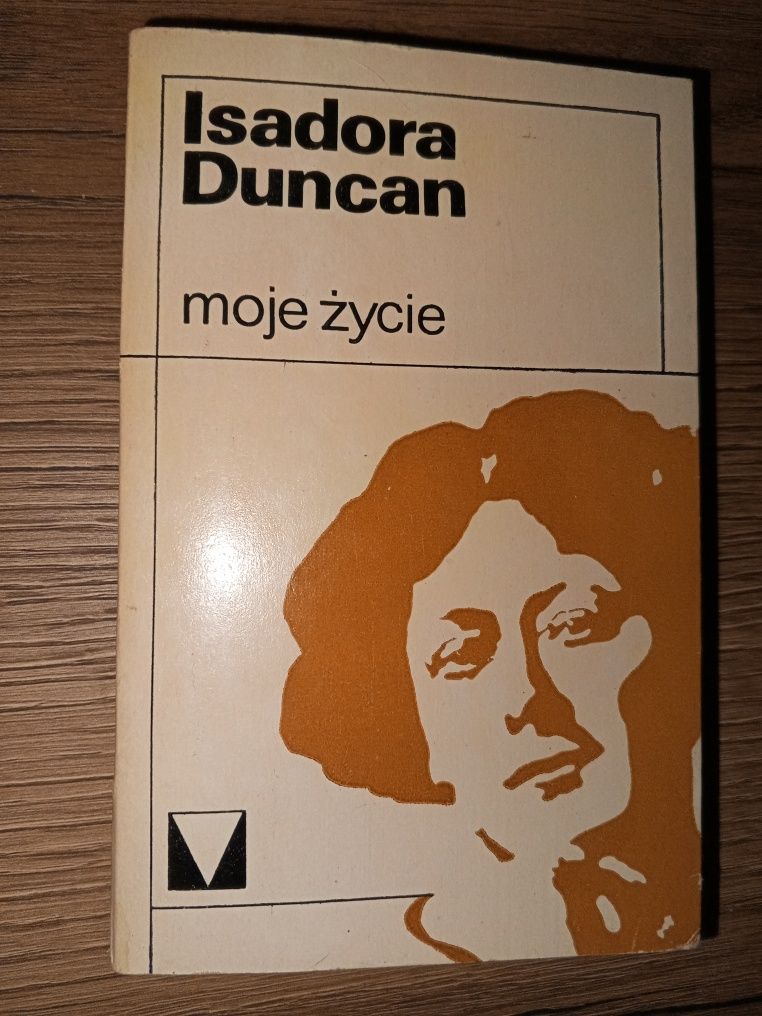 Isadora
Duncan
moje życie